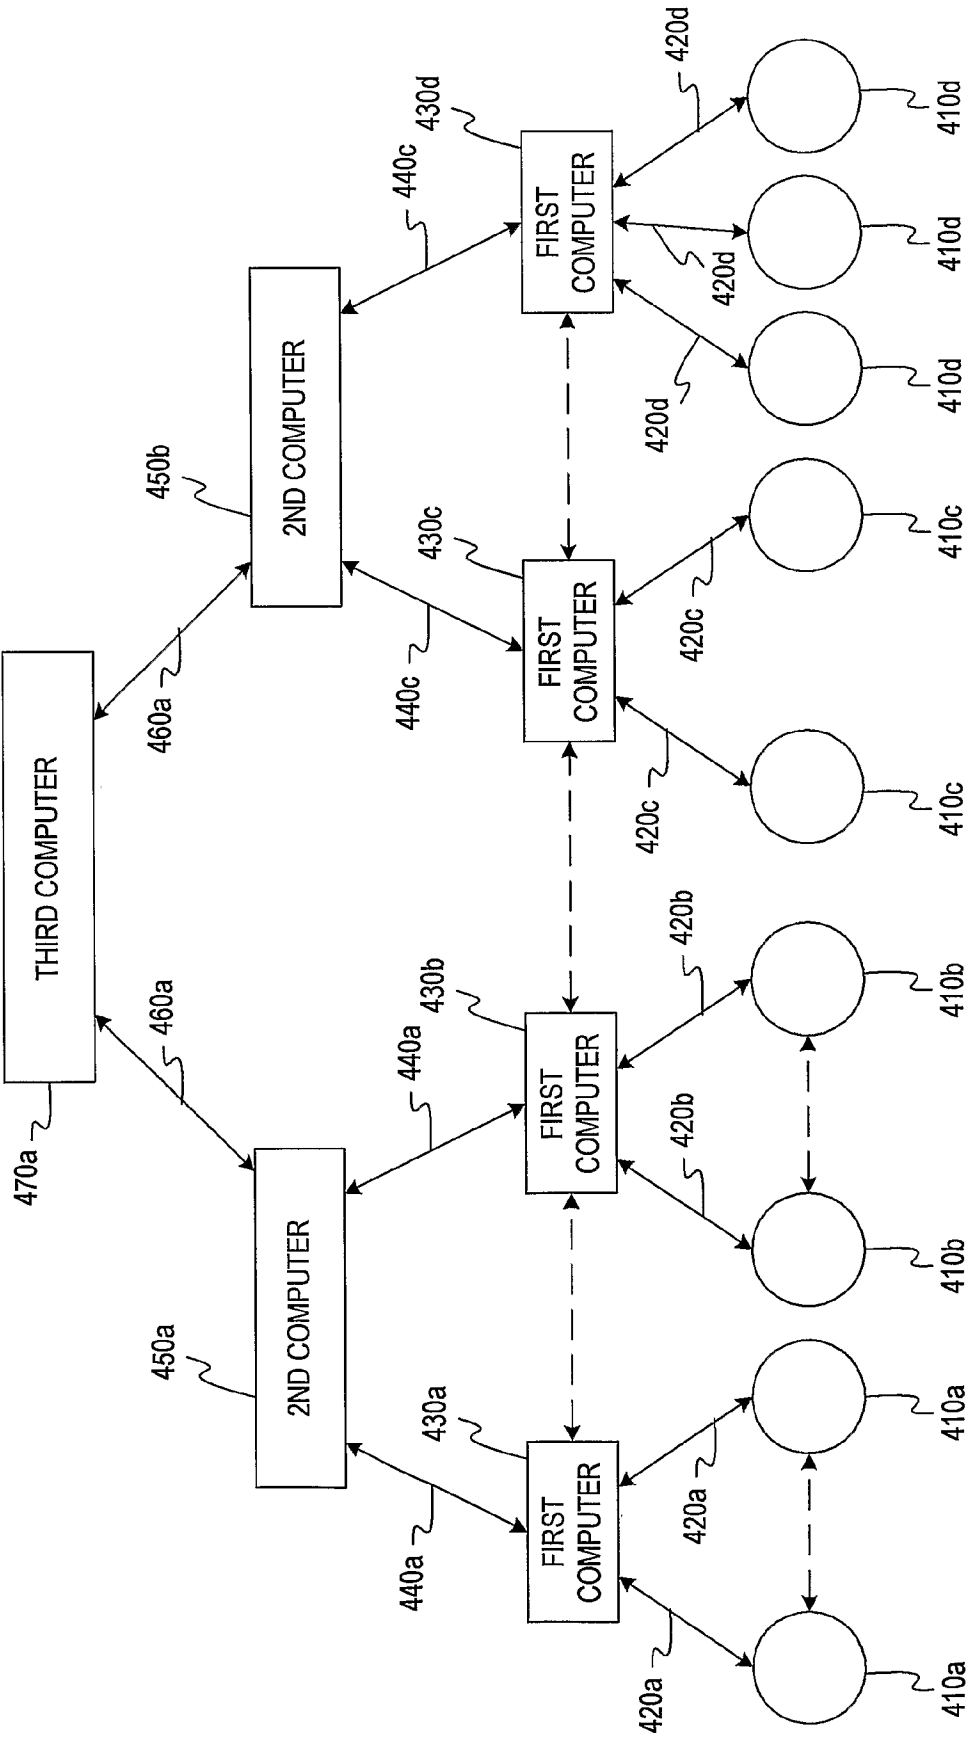 470a
THIRD COMPUTER
460a
460a
450a
2ND COMPUTER
450b
2ND COMPUTER
440a
440a
440c
440c
430a
FIRST
COMPUTER
430b
FIRST
COMPUTER
430c
FIRST
COMPUTER
430d
FIRST
COMPUTER
420a
420a
420b
420b
420c
420c
420d
420d
420d
410a
410a
410b
410b
410c
410c
410d
410d
410d